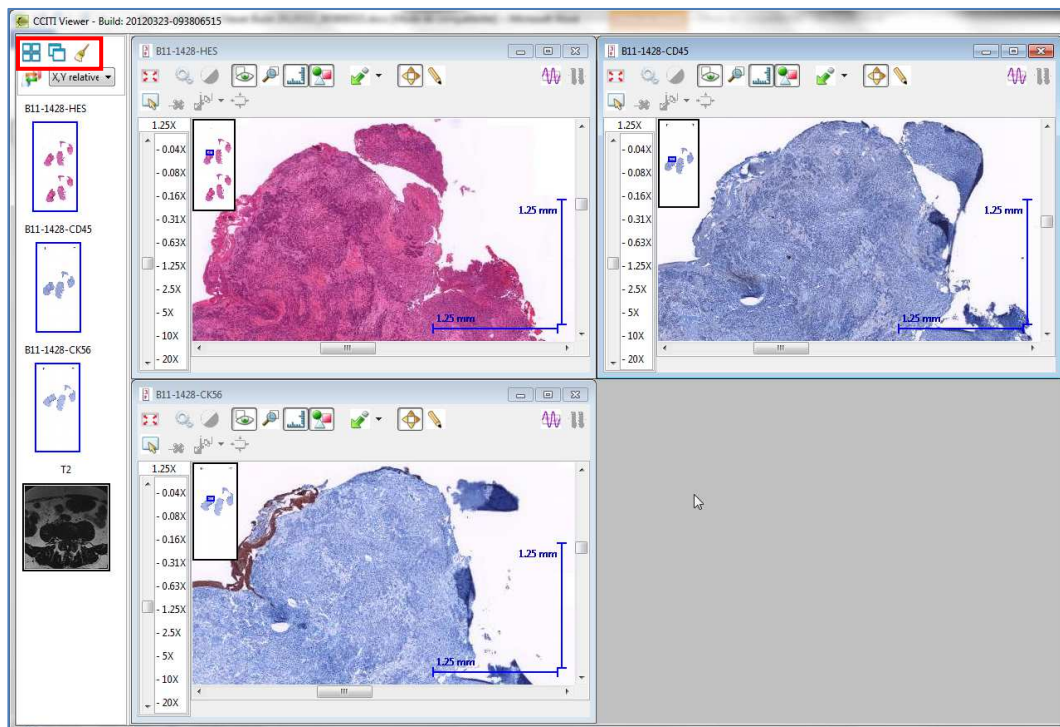 CCITI Viewer - Build: 20120323-093806515
X,Y relative
B11-1428-HES
B11-1428-CD45
B11-1428-CK56
T2
B11-1428-HES
1.25X
- 0.04X
- 0.08X
- 0.16X
- 0.31X
- 0.63X
- 1.25X
- 2.5X
- 5X
- 10X
- 20X
1.25 mm
1.25 mm
B11-1428-CD45
1.25X
- 0.04X
- 0.08X
- 0.16X
- 0.31X
- 0.63X
- 1.25X
- 2.5X
- 5X
- 10X
- 20X
1.25 mm
1.25 mm
B11-1428-CK56
1.25X
- 0.04X
- 0.08X
- 0.16X
- 0.31X
- 0.63X
- 1.25X
- 2.5X
- 5X
- 10X
- 20X
1.25 mm
1.25 mm